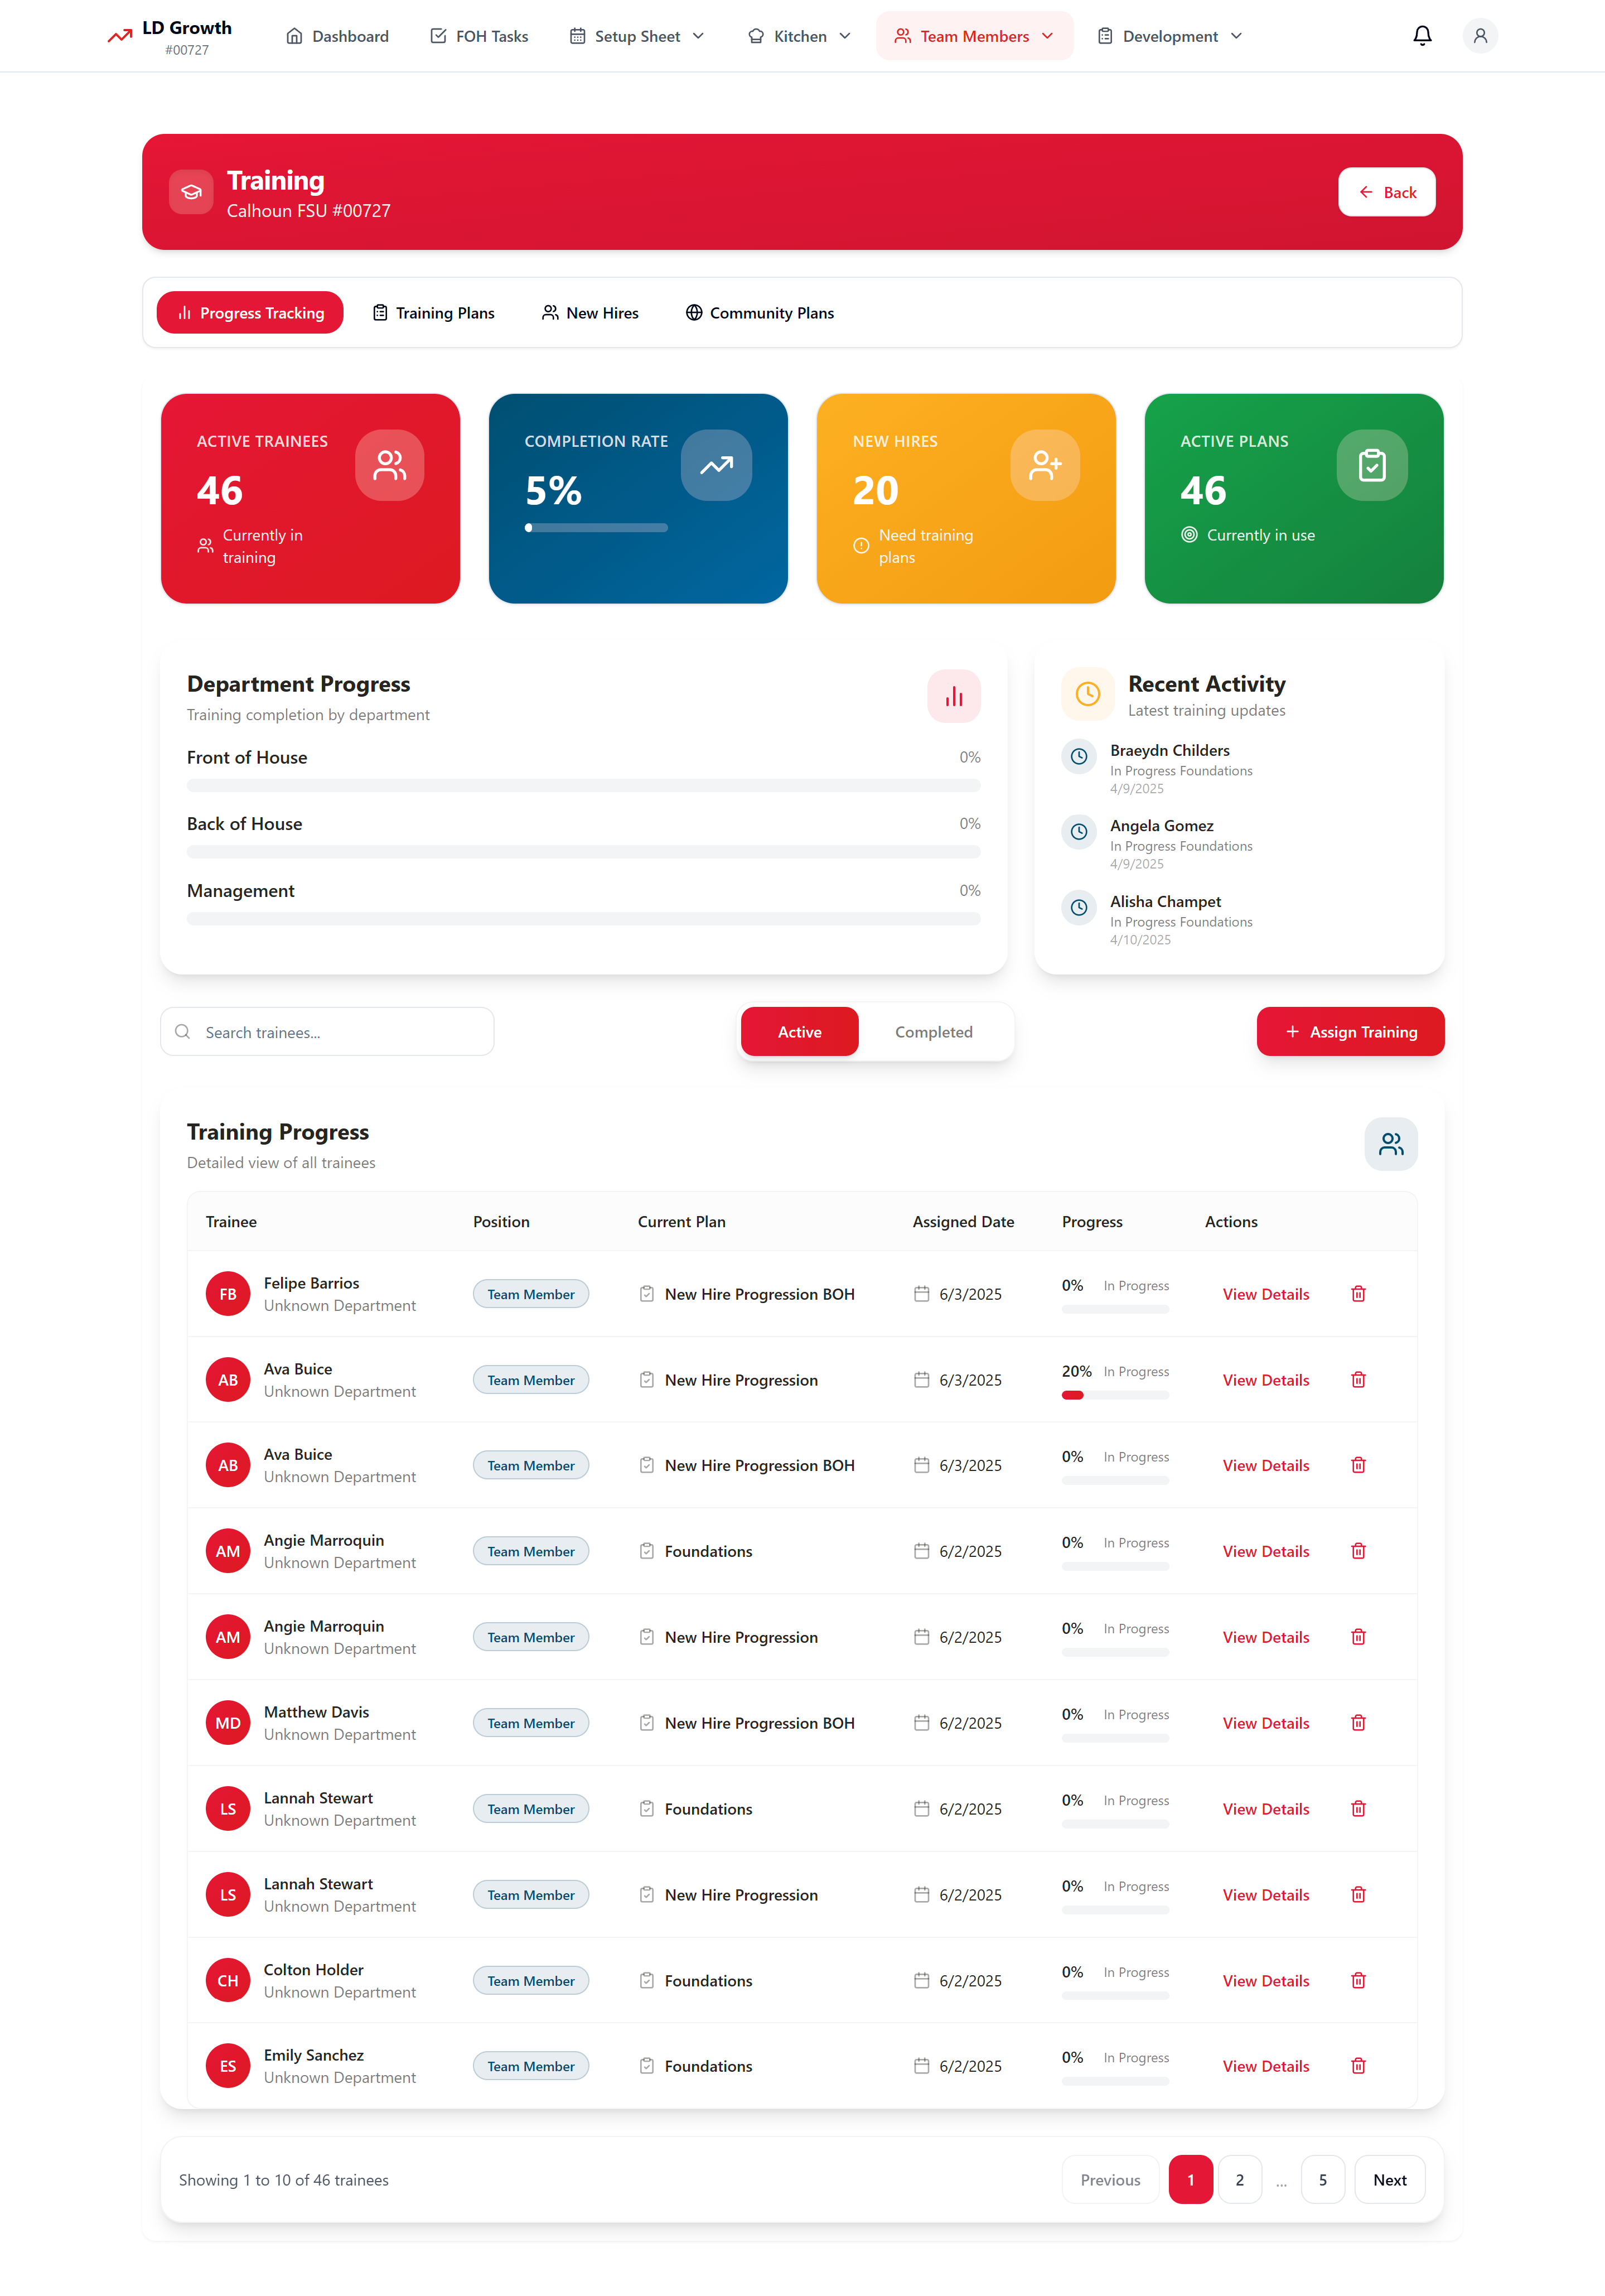 LD Growth
#00727
Dashboard
FOH Tasks
Setup Sheet
Kitchen
Team Members
Development
Training
Calhoun FSU #00727
Back
Progress Tracking
Training Plans
New Hires
Community Plans
ACTIVE TRAINEES
46
Currently in
training
COMPLETION RATE
5%
NEW HIRES
20
Need training
plans
ACTIVE PLANS
46
Currently in use
Department Progress
Training completion by department
Front of House 0%
Back of House 0%
Management 0%
Recent Activity
Latest training updates
Braeydn Childers
In Progress Foundations
4/9/2025
Angela Gomez
In Progress Foundations
4/9/2025
Alisha Champet
In Progress Foundations
4/10/2025
Search trainees...
Active
Completed
Assign Training
Training Progress
Detailed view of all trainees
Trainee Position Current Plan Assigned Date Progress Actions
FB Felipe Barrios
Unknown Department
Team Member New Hire Progression BOH 6/3/2025 0% In Progress View Details
AB Ava Buice
Unknown Department
Team Member New Hire Progression 6/3/2025 20% In Progress View Details
AB Ava Buice
Unknown Department
Team Member New Hire Progression BOH 6/3/2025 0% In Progress View Details
AM Angie Marroquin
Unknown Department
Team Member Foundations 6/2/2025 0% In Progress View Details
AM Angie Marroquin
Unknown Department
Team Member New Hire Progression 6/2/2025 0% In Progress View Details
MD Matthew Davis
Unknown Department
Team Member New Hire Progression BOH 6/2/2025 0% In Progress View Details
LS Lannah Stewart
Unknown Department
Team Member Foundations 6/2/2025 0% In Progress View Details
LS Lannah Stewart
Unknown Department
Team Member New Hire Progression 6/2/2025 0% In Progress View Details
CH Colton Holder
Unknown Department
Team Member Foundations 6/2/2025 0% In Progress View Details
ES Emily Sanchez
Unknown Department
Team Member Foundations 6/2/2025 0% In Progress View Details
Showing 1 to 10 of 46 trainees
Previous 1 2 ... 5 Next